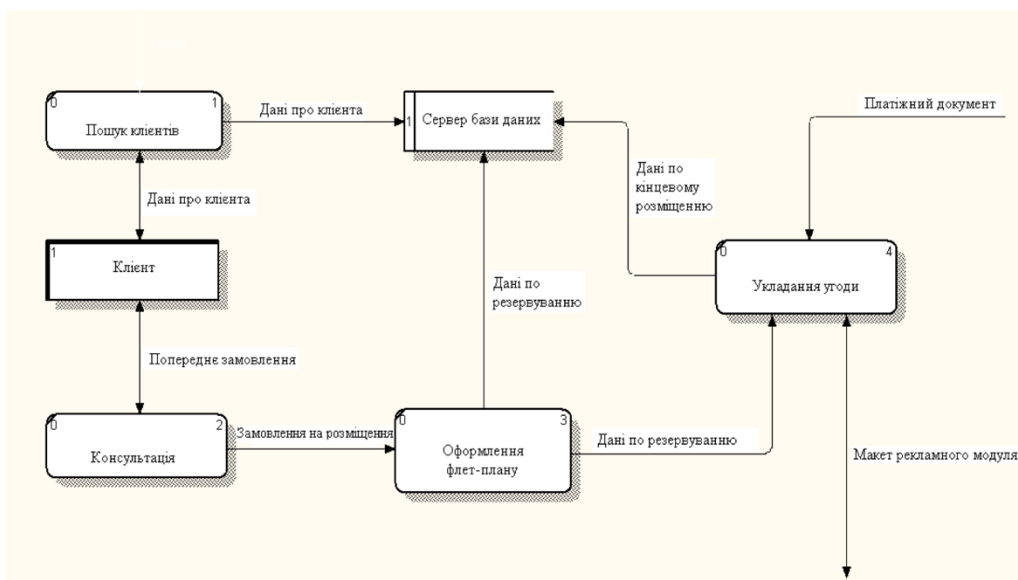 Платіжний документ
0 1
Пошук клієнтів
Дані про клієнта
1
Сервер бази даних
Дані по
кінцевому
розміщенню
Дані про клієнта
1
Клієнт
0 4
Укладання угоди
Дані по
резервуванню
Попереднє замовлення
0 2
Консультація
Замовлення на розміщення
0 3
Оформлення
флет-плану
Дані по резервуванню
Макет рекламного модуля